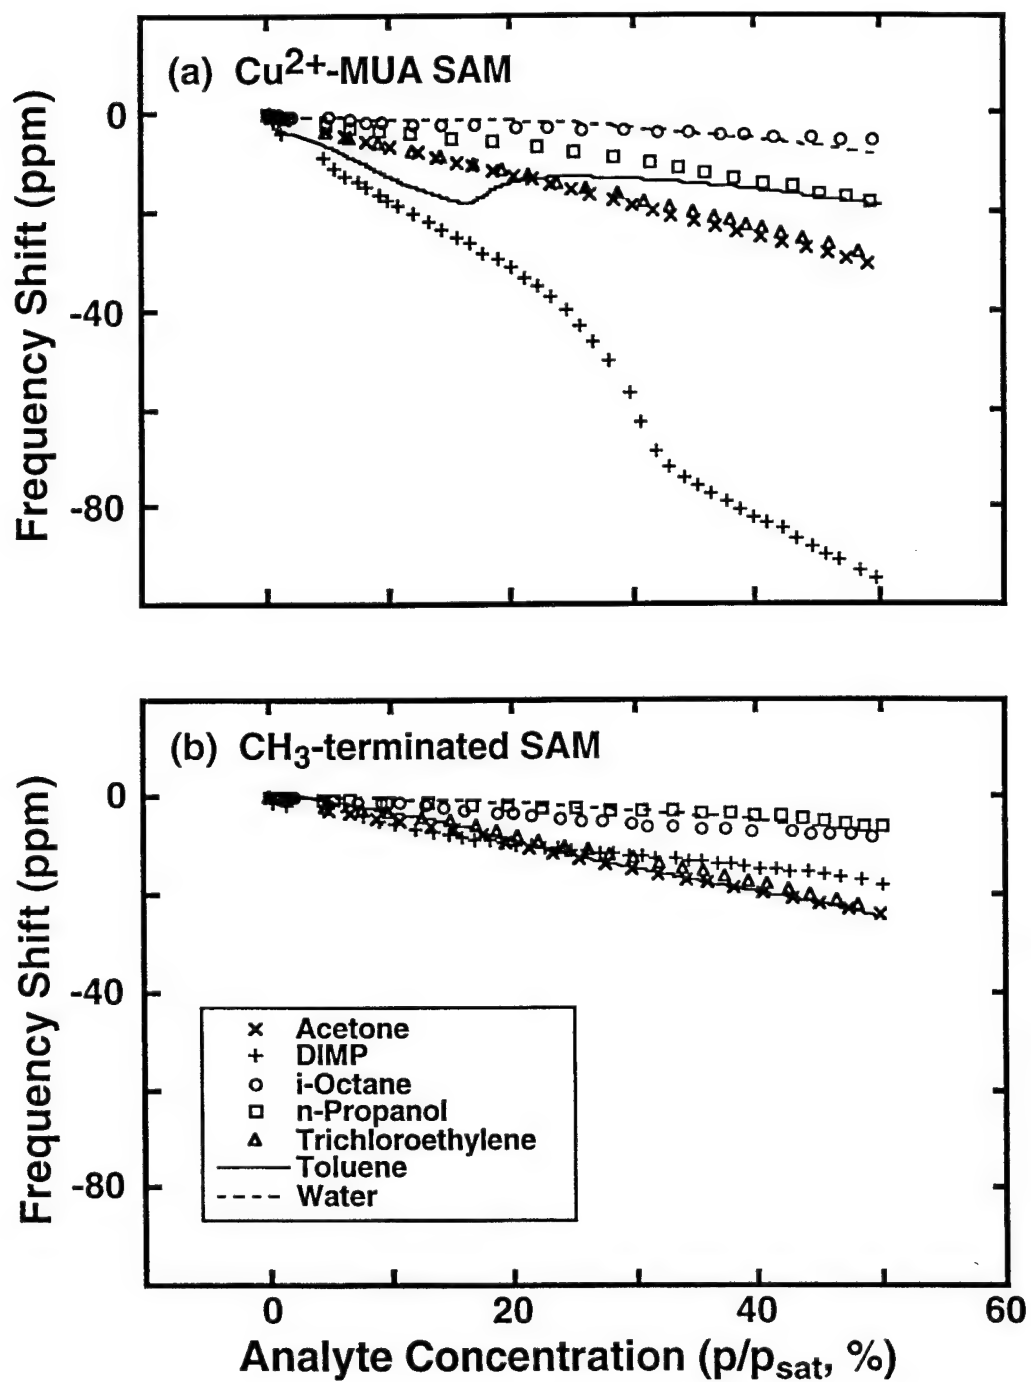 (a) Cu2+-MUA SAM
Frequency Shift (ppm)
0
-40
-80
(b) CH3-terminated SAM
Frequency Shift (ppm)
0
-40
-80
Acetone
DIMP
i-Octane
n-Propanol
Trichloroethylene
Toluene
Water
0 20 40 60
Analyte Concentration (p/psat, %)